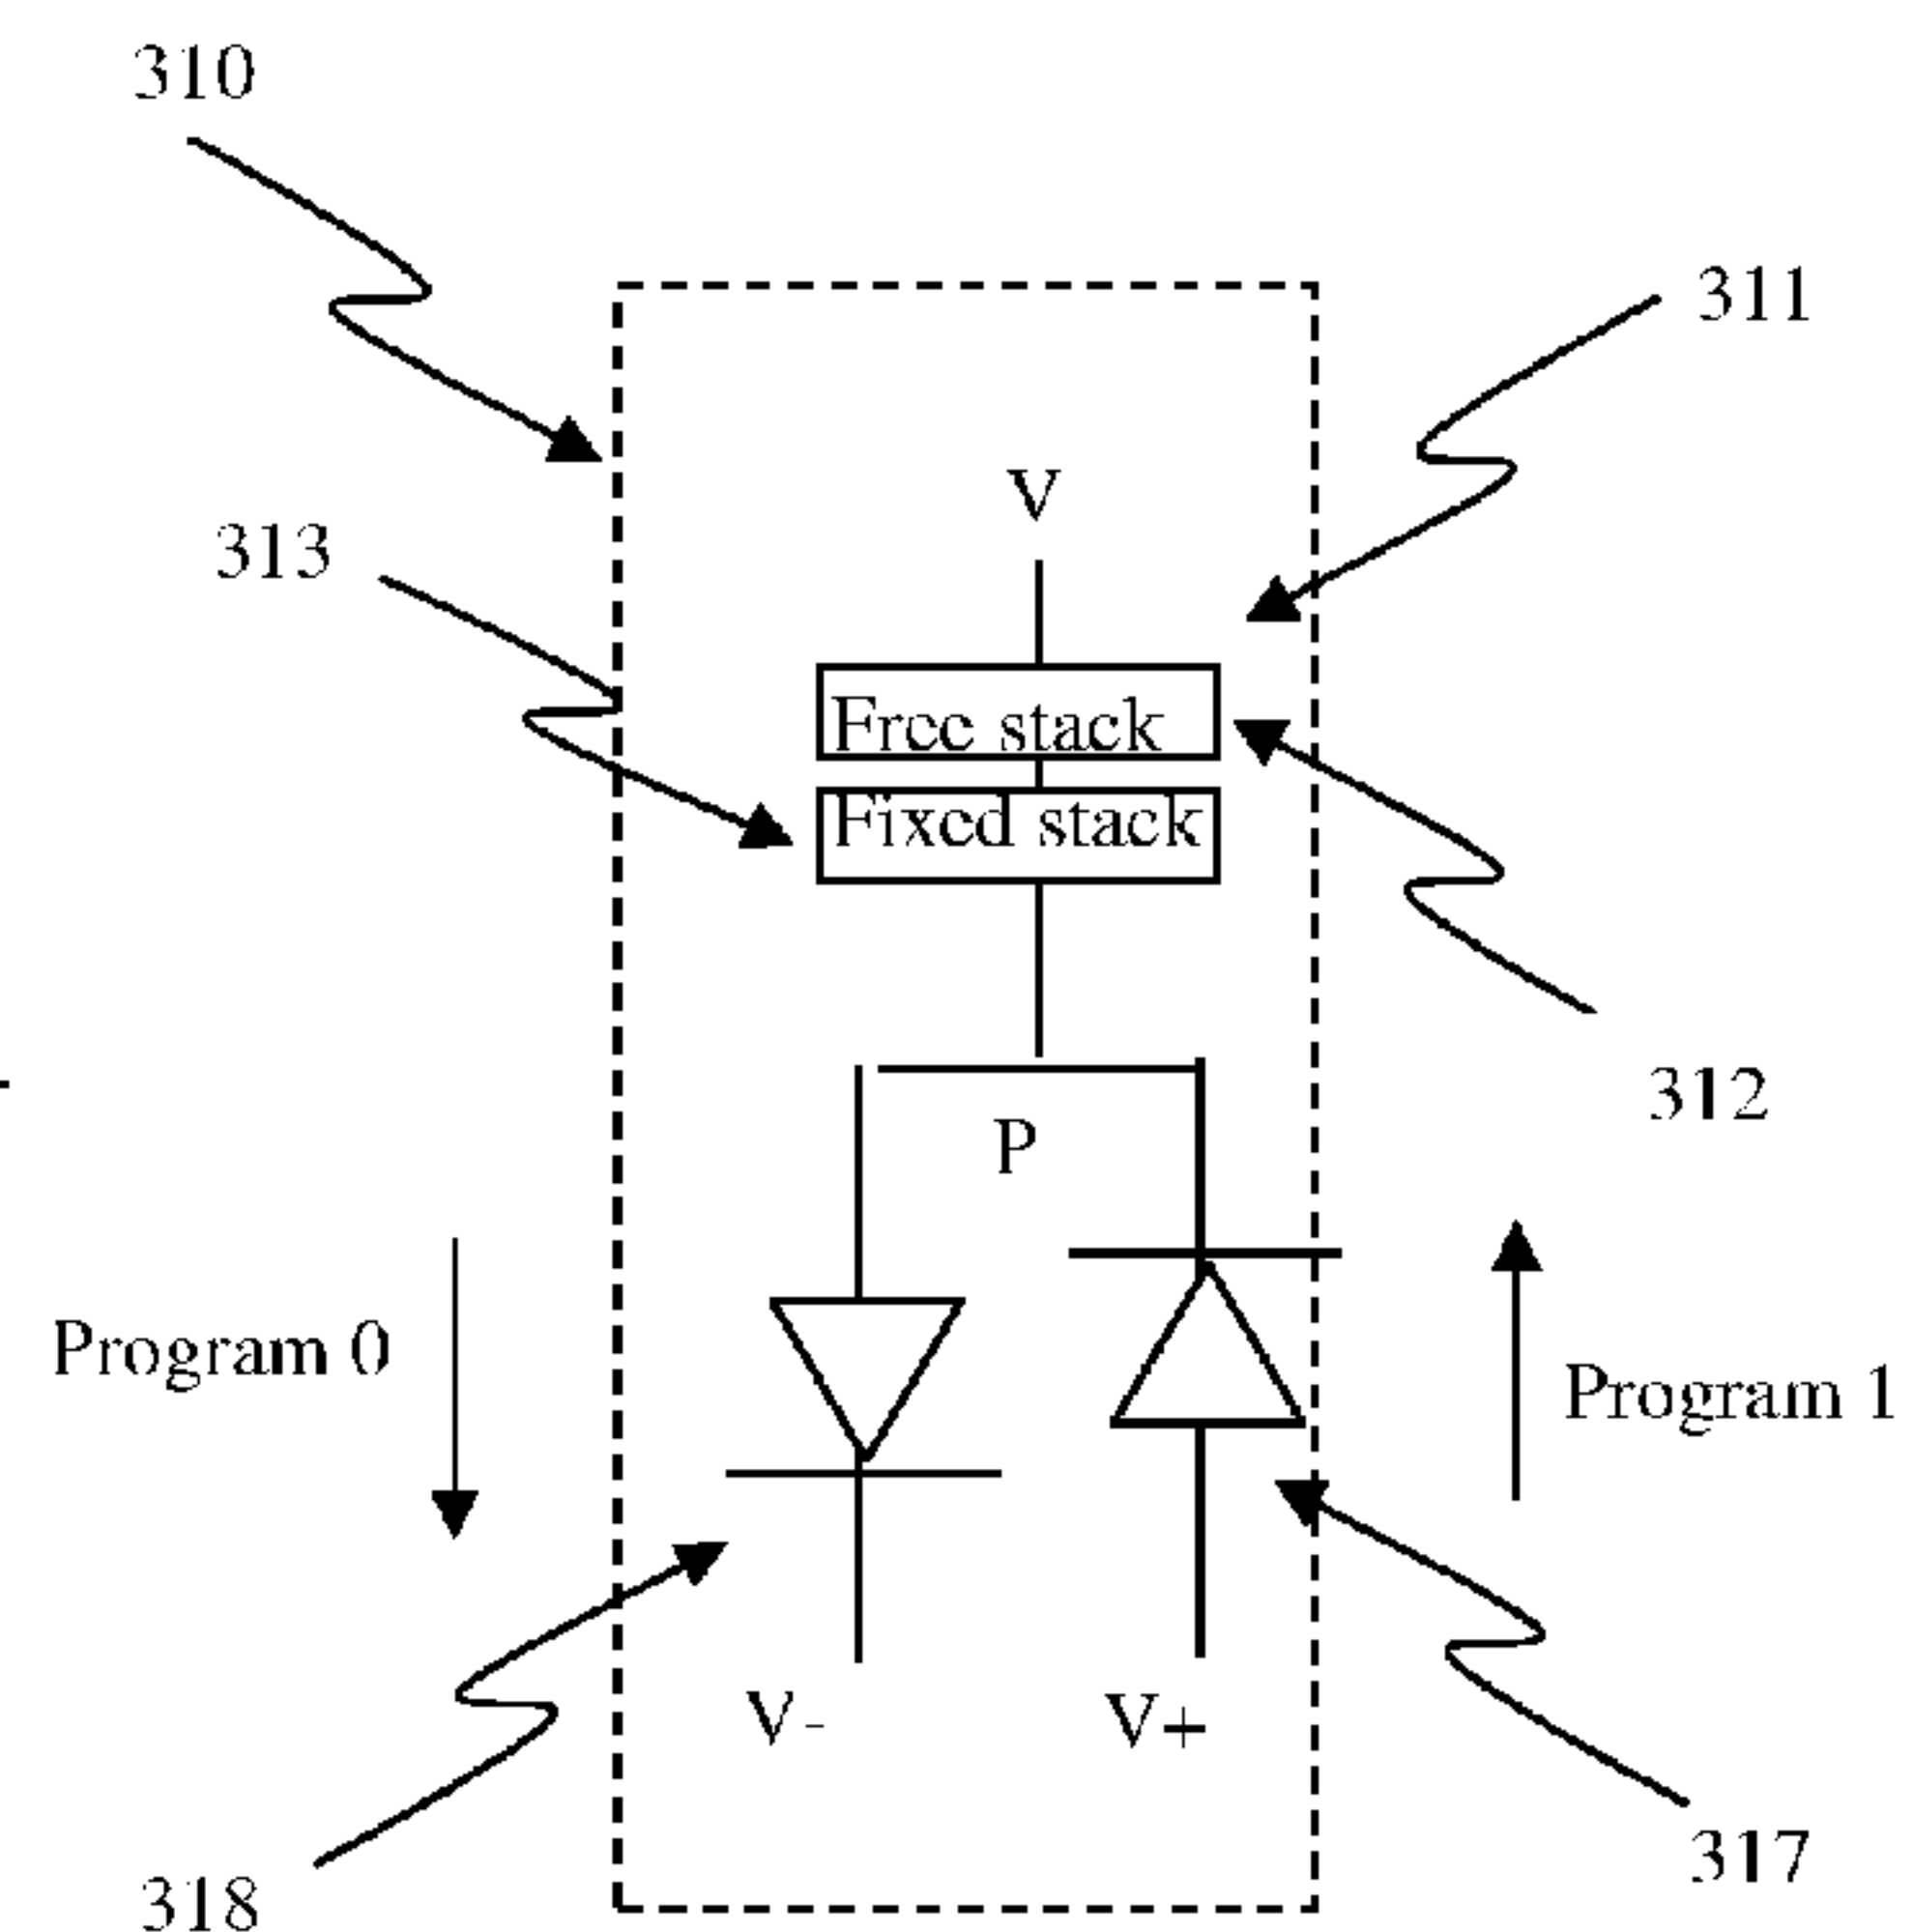 310
311
V
313
Free stack
Fixed stack
312
P
Program 0
Program 1
V-
V+
317
318